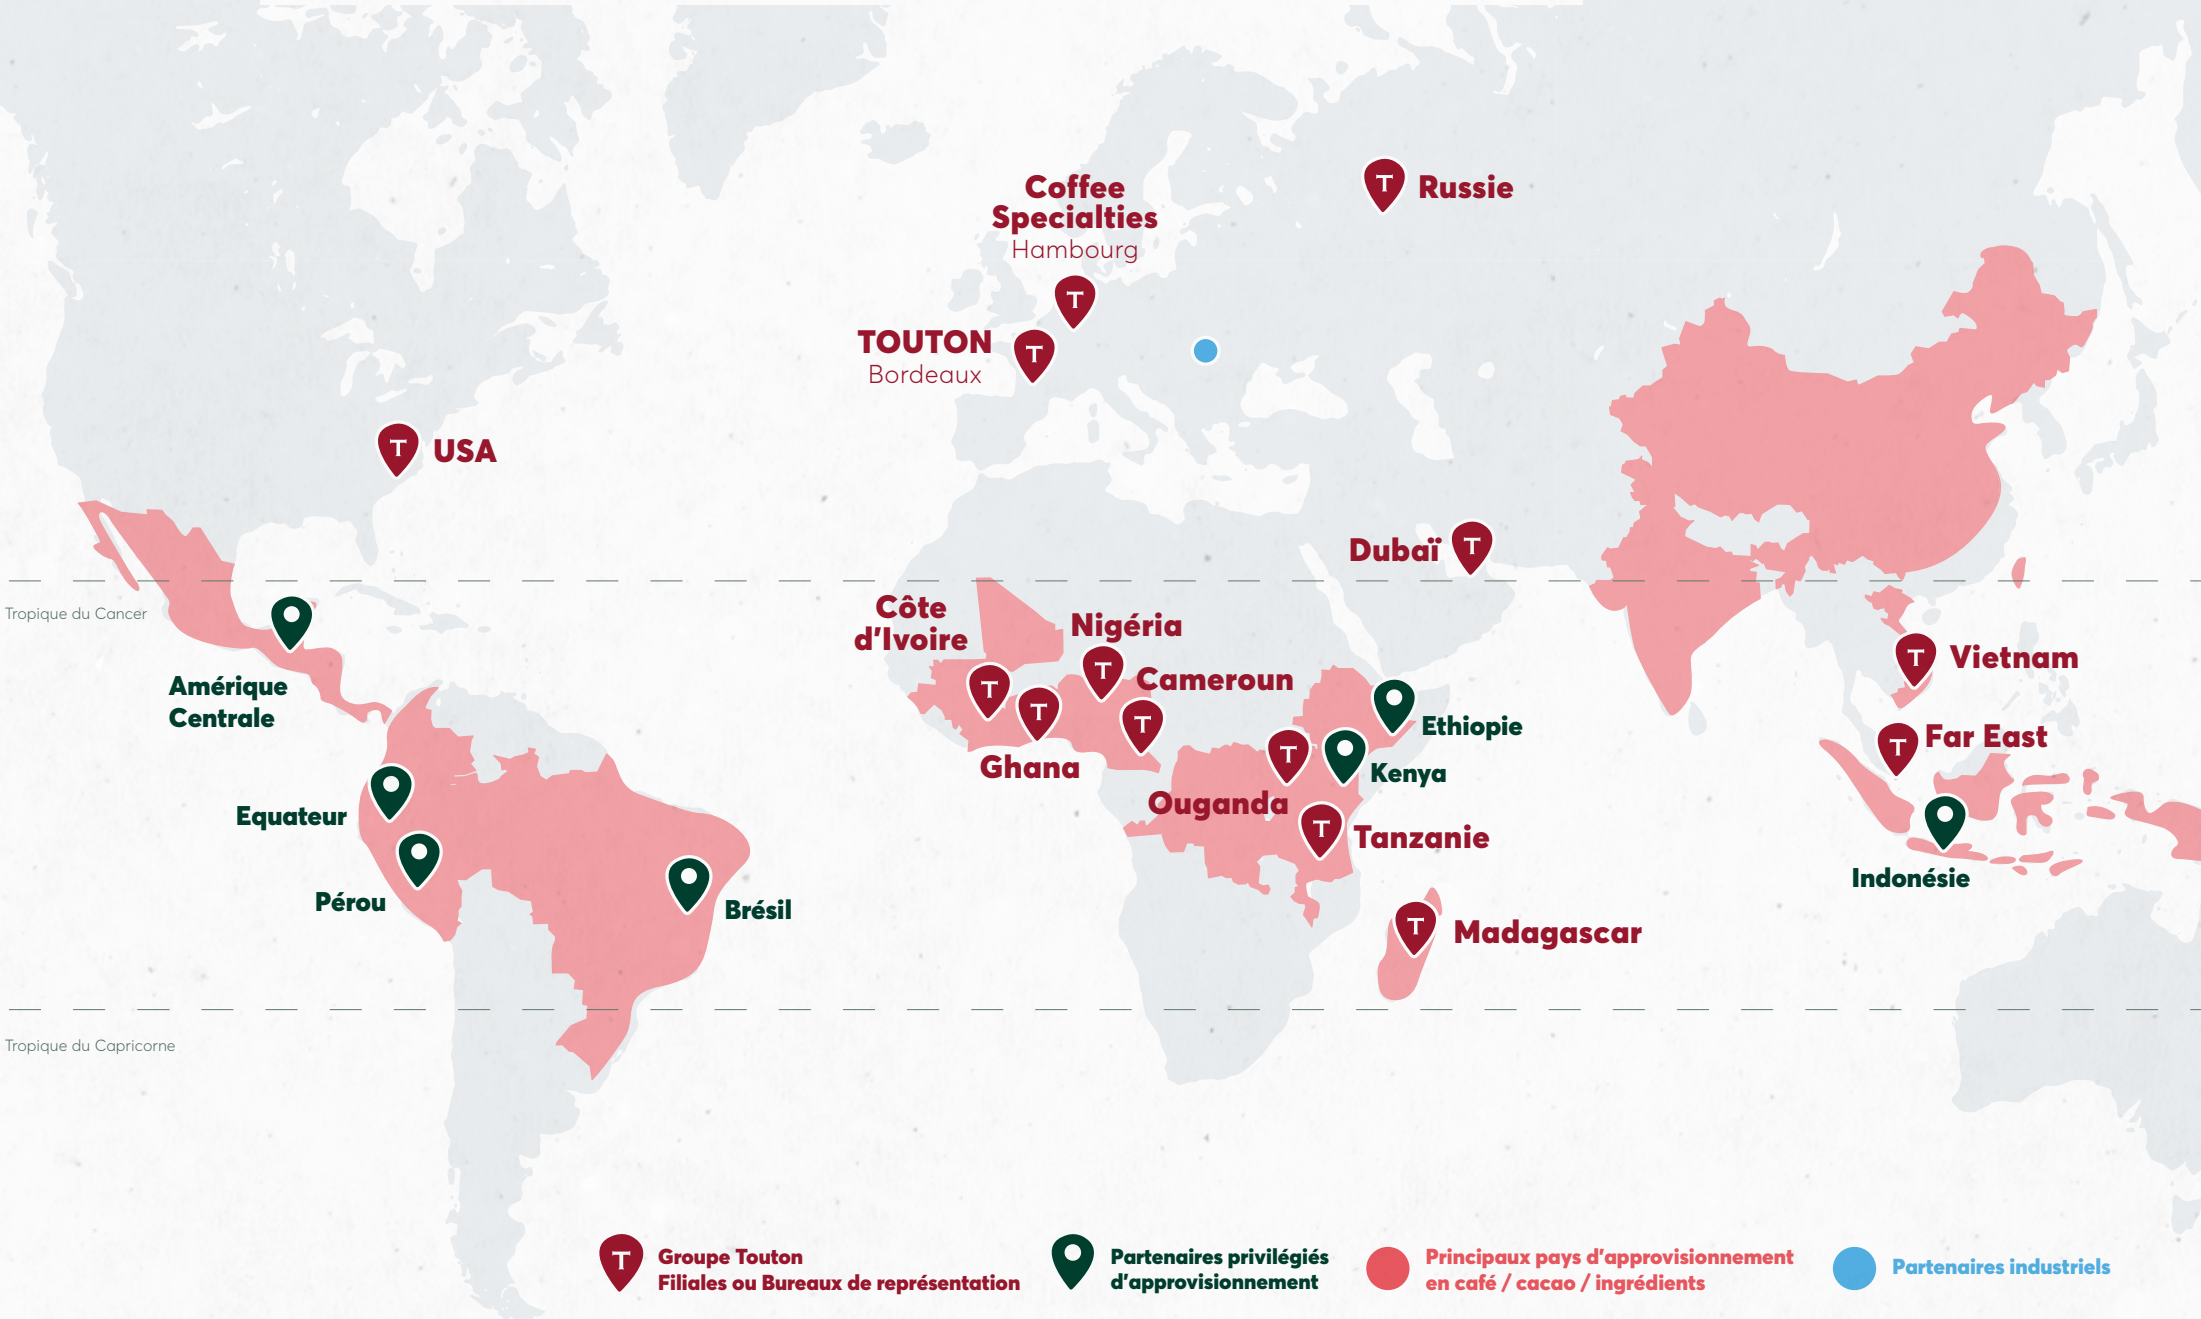 Coffee
Specialties
Hambourg
Russie
TOUTON
Bordeaux
USA
Dubaï
Tropique du Cancer
Côte
d'Ivoire
Nigéria
Cameroun
Vietnam
Amérique
Centrale
Ethiopie
Far East
Ghana
Kenya
Ouganda
Equateur
Tanzanie
Indonésie
Pérou
Brésil
Madagascar
Tropique du Capricorne
T Groupe Touton
Filiales ou Bureaux de représentation
Partenaires privilégiés
d'approvisionnement
Principaux pays d'approvisionnement
en café / cacao / ingrédients
Partenaires industriels